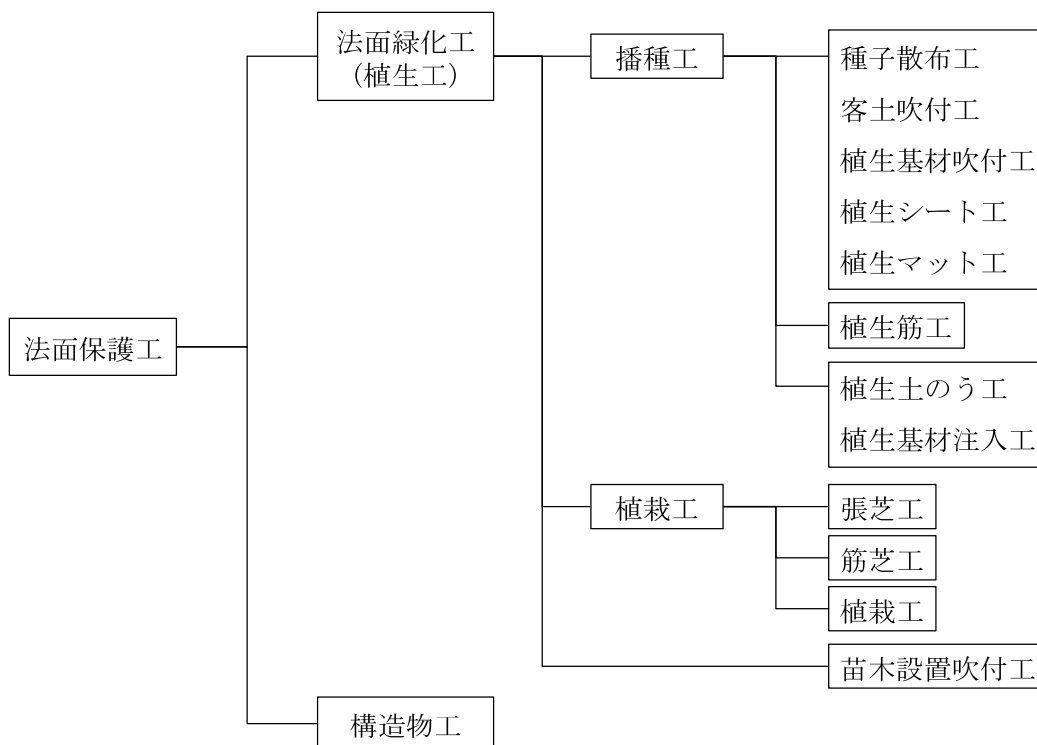 法面保護工
法面緑化工
(植生工)
播種工
種子散布工
客土吹付工
植生基材吹付工
植生シート工
植生マット工
植生筋工
植生土のう工
植生基材注入工
植栽工
張芝工
筋芝工
植栽工
苗木設置吹付工
構造物工